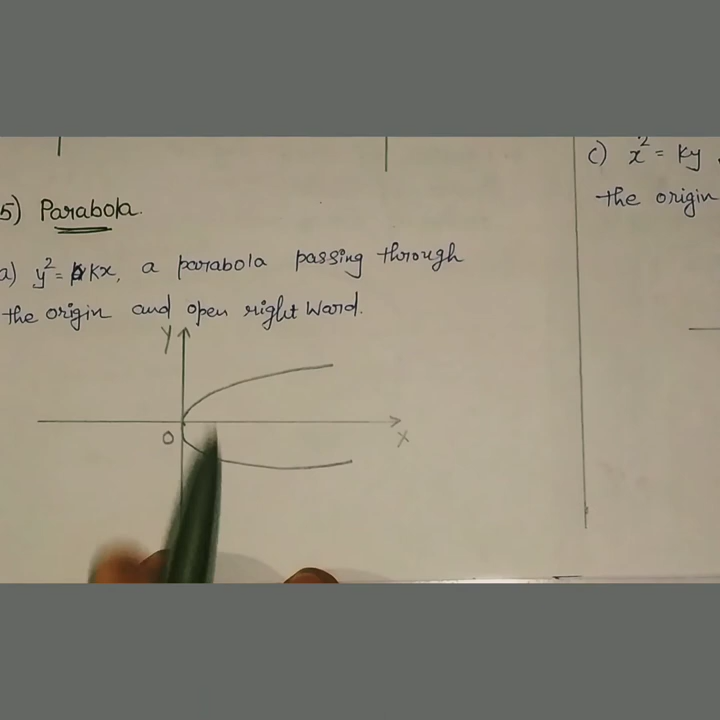 5) Parabola.
a) y² = Kx, a parabola passing through
the origin and open right Ward.
Y
O
X
c) x² = Ky
the origin